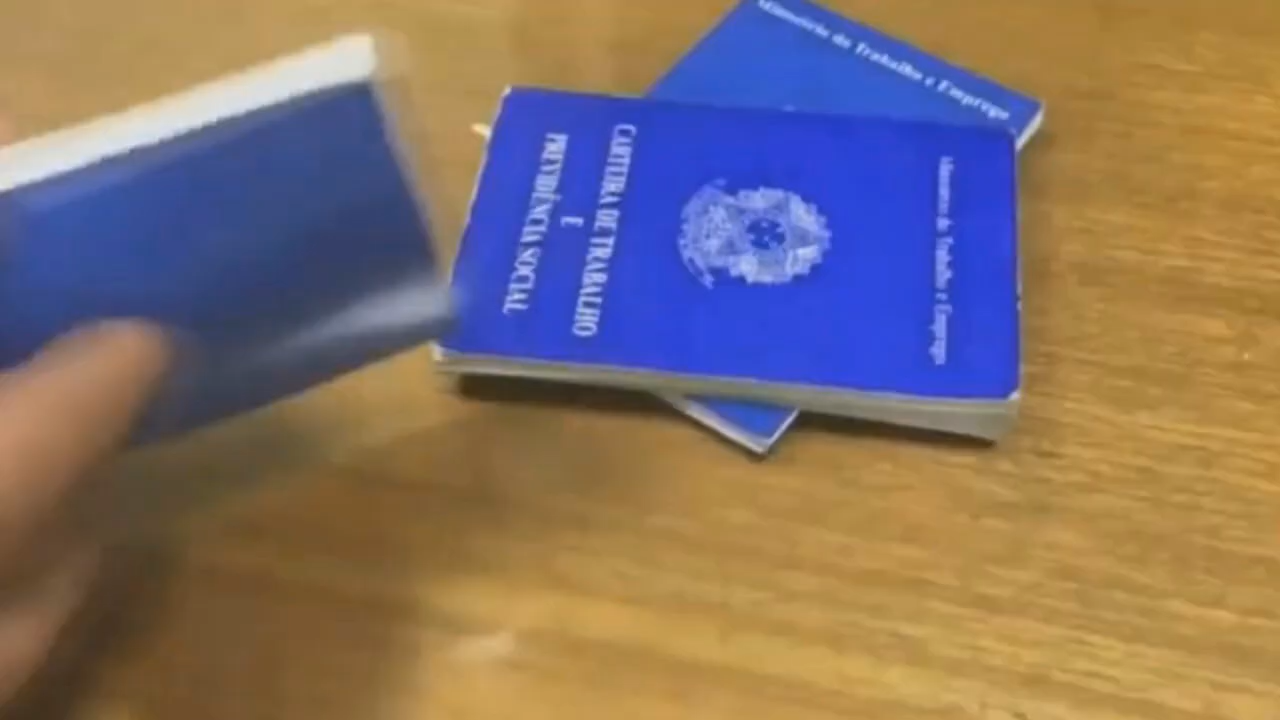 Ministério do Trabalho e Emprego
Ministério do Trabalho e Emprego
CARTEIRA DE TRABALHO
E
PREVIDÊNCIA SOCIAL